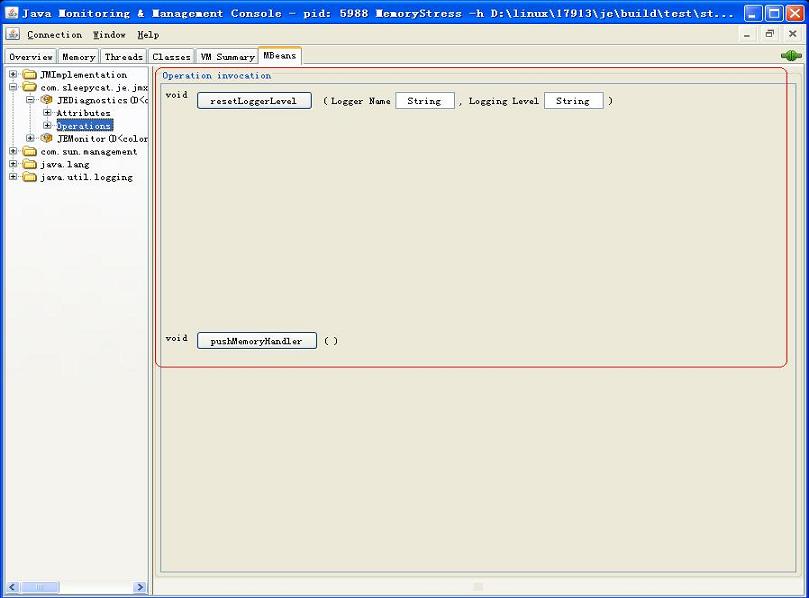 Java Monitoring & Management Console - pid: 5988 MemoryStress -h D:\linux\17913\je\build\test\st...
Connection Window Help
Overview Memory Threads Classes VM Summary MBeans
JMImplementation
com.sleepycat.je.jmx
JEDiagnostics(D<c
Attributes
Operations
JEMonitor(D<color
com.sun.management
java.lang
java.util.logging
Operation invocation
void resetLoggerLevel ( Logger Name String , Logging Level String )
void pushMemoryHandler ( )